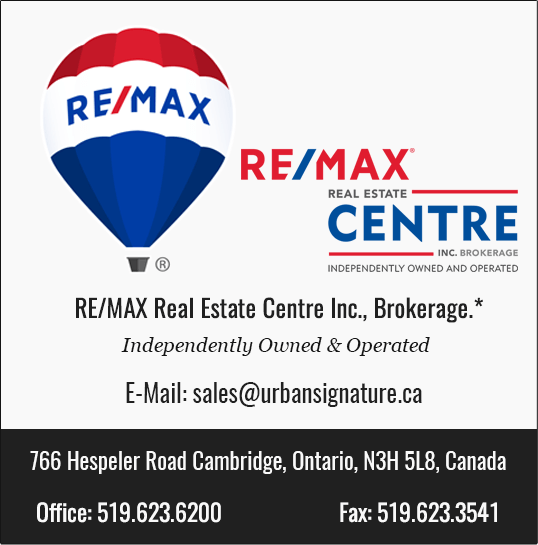 RE/MAX
®
RE/MAX®
REAL ESTATE
CENTRE
INC. BROKERAGE
INDEPENDENTLY OWNED AND OPERATED
RE/MAX Real Estate Centre Inc., Brokerage.*
Independently Owned & Operated
E-Mail: sales@urbansignature.ca
766 Hespeler Road Cambridge, Ontario, N3H 5L8, Canada
Office: 519.623.6200 Fax: 519.623.3541